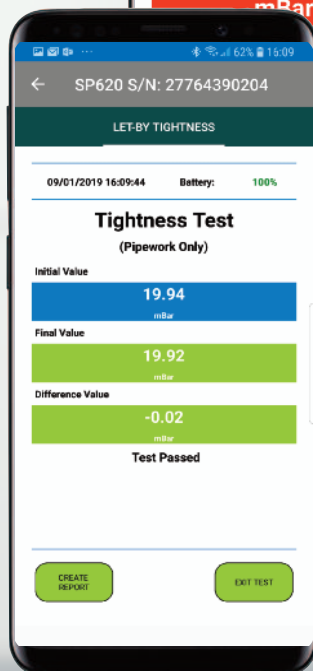 mBar
62% 16:09
SP620 S/N: 27764390204
LET-BY TIGHTNESS
09/01/2019 16:09:44 Battery: 100%
Tightness Test
(Pipework Only)
Initial Value
19.94
mBar
Final Value
19.92
mBar
Difference Value
-0.02
mBar
Test Passed
CREATE
REPORT
EXIT TEST